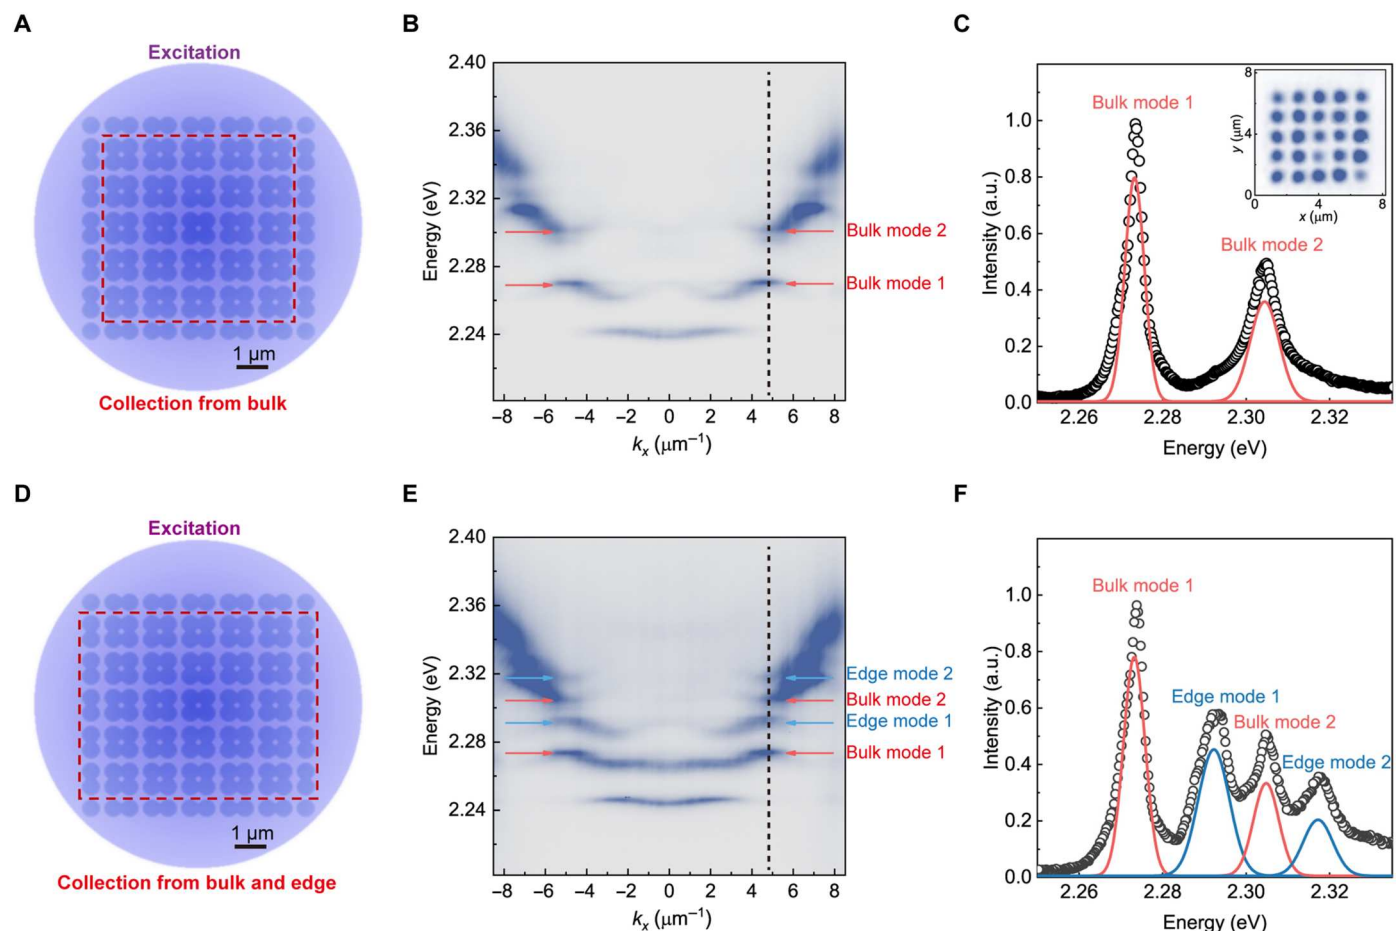 A
Excitation
1 μm
Collection from bulk
B
2.40
2.36
2.32
2.28
2.24
Energy (eV)
–8 –6 –4 –2 0 2 4 6 8
kx (μm–1)
Bulk mode 2
Bulk mode 1
C
1.0
0.8
0.6
0.4
0.2
0.0
Intensity (a.u.)
Bulk mode 1
Bulk mode 2
8
4
0
y (μm)
0 4 8
x (μm)
2.26 2.28 2.30 2.32
Energy (eV)
D
Excitation
1 μm
Collection from bulk and edge
E
2.40
2.36
2.32
2.28
2.24
Energy (eV)
–8 –6 –4 –2 0 2 4 6 8
kx (μm–1)
Edge mode 2
Bulk mode 2
Edge mode 1
Bulk mode 1
F
1.0
0.8
0.6
0.4
0.2
0.0
Intensity (a.u.)
Bulk mode 1
Edge mode 1
Bulk mode 2
Edge mode 2
2.26 2.28 2.30 2.32
Energy (eV)